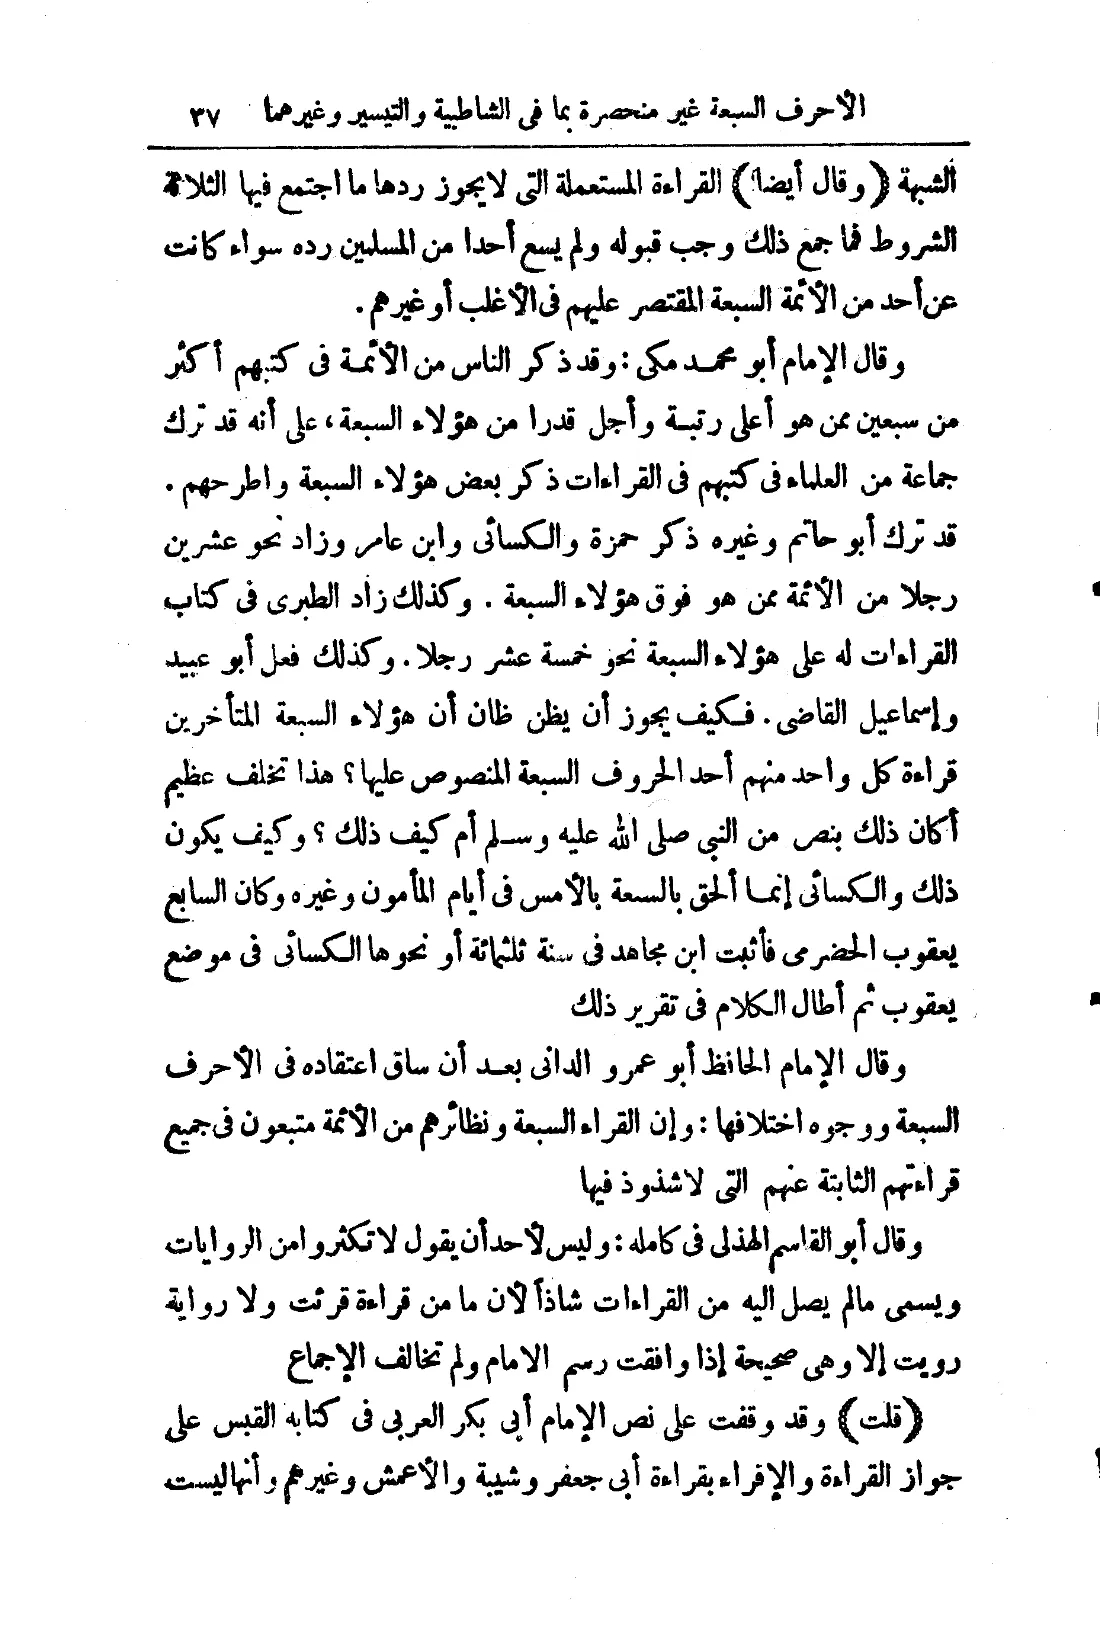 الأحرف السبعة غير منحصرة بما فى الشاطبية والتيسير وغيرهما ٣٧
الشبهة (وقال أيضا) القراءة المستعملة التى لايجوز ردها ما اجتمع فيها الثلاثة
الشروط فما جمع ذلك وجب قبوله ولم يسع أحدا من المسلمين رده سواء كانت
عن أحد من الأئمة السبعة المقتصر عليهم فى الأغلب أو غيرهم .
وقال الإمام أبو محمد مكى : وقد ذكر الناس من الأئمة فى كتبهم أكثر
من سبعين ممن هو أعلى رتبة وأجل قدرا من هؤلاء السبعة، على أنه قد ترك
جماعة من العلماء فى كتبهم فى القراءات ذكر بعض هؤلاء السبعة واطرحهم .
قد ترك أبو حاتم وغيره ذكر حمزة والكسائى وابن عامر وزاد نحو عشرين
رجلا من الأئمة ممن هو فوق هؤلاء السبعة . وكذلك زاد الطبرى فى كتاب
القراءات له على هؤلاء السبعة نحو خمسة عشر رجلا . وكذلك فعل أبو عبيد
وإسماعيل القاضى . فكيف يجوز أن يظن ظان أن هؤلاء السبعة المتأخرين
قراءة كل واحد منهم أحد الحروف السبعة المنصوص عليها؟ هذا تخلف عظيم
أكان ذلك بنص من النبي صلى الله عليه وسلم أم كيف ذلك ؟ وكيف يكون
ذلك والكسائى إنما ألحق بالسبعة بالأمس فى أيام المأمون وغيره وكان السابع
يعقوب الحضرمى فأثبت ابن مجاهد فى سنة ثلثمائة أو نحوها الكسائى فى موضع
يعقوب ثم أطال الكلام فى تقرير ذلك
وقال الإمام الحافظ أبو عمرو الدانى بعد أن ساق اعتقاده فى الأحرف
السبعة ووجوه اختلافها : وإن القراء السبعة ونظائرهم من الأئمة متبعون فى جميع
قراءتهم الثابتة عنهم التى لاشذوذ فيها
وقال أبو القاسم الهذلى فى كامله : وليس لأحد أن يقول لا تكثروا من الروايات
ويسمى مالم يصل اليه من القراءات شاذاً لأن ما من قراءة قرئت ولا رواية
رويت إلا وهى صحيحة إذا وافقت رسم الامام ولم تخالف الإجماع
(قلت) وقد وقفت على نص الإمام أبى بكر العربى فى كتابه القبس على
جواز القراءة والإقراء بقراءة أبى جعفر وشيبة والأعمش وغيرهم وأنها ليست